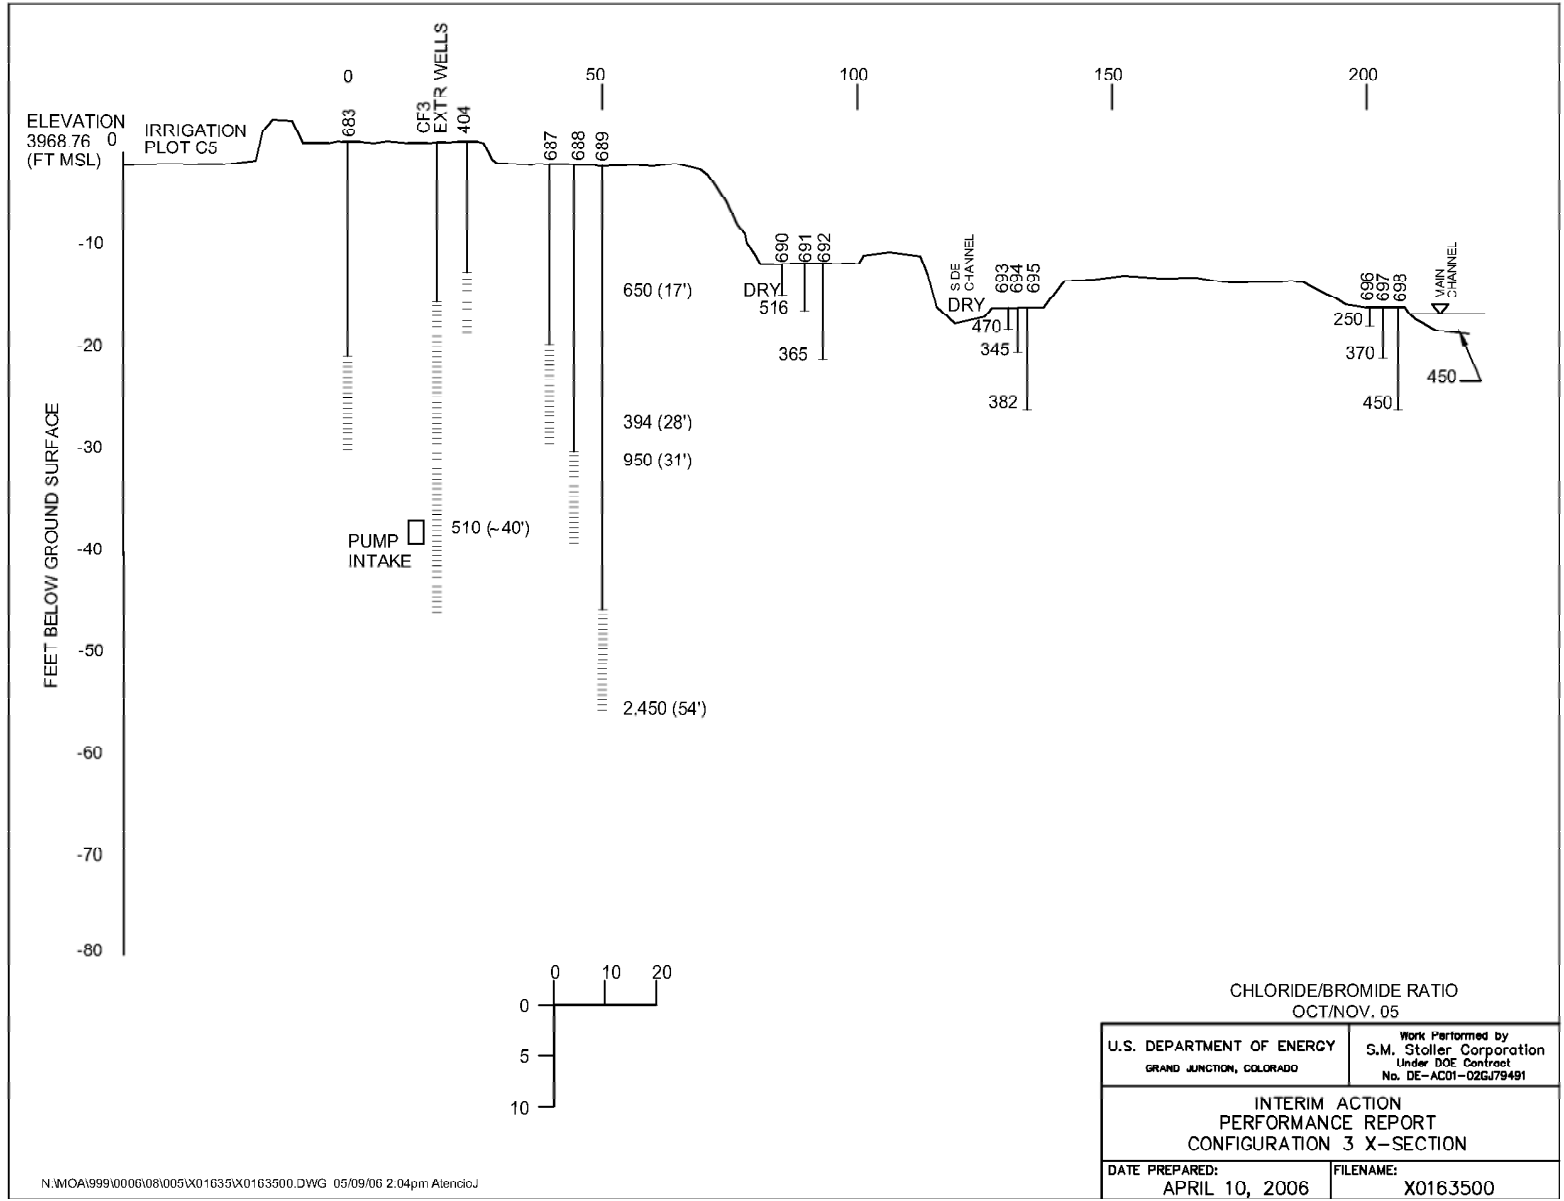 0
50
100
150
200
ELEVATION
3968.76 0
(FT MSL)
IRRIGATION
PLOT C5
683
CF3
EXTR WELLS
404
687
688
689
-10
-20
-30
-40
-50
-60
-70
-80
FEET BELOW GROUND SURFACE
650 (17')
394 (28')
950 (31')
510 (~40')
PUMP
INTAKE
2,450 (54')
690
691
692
DRY
516
365
S DE
CHANNEL
DRY
693
694
695
470
345
382
696
697
698
MAIN
CHANNEL
250
370
450
450
0 10 20
0
5
10
CHLORIDE/BROMIDE RATIO
OCT/NOV. 05
U.S. DEPARTMENT OF ENERGY
GRAND JUNCTION, COLORADO
Work Performed by
S.M. Stoller Corporation
Under DOE Contract
No. DE-AC01-02GJ79491
INTERIM ACTION
PERFORMANCE REPORT
CONFIGURATION 3 X-SECTION
DATE PREPARED:
APRIL 10, 2006
FILENAME:
X0163500
N:\MOA\999\0006\08\005\X01635\X0163500.DWG 05/09/06 2:04pm AtencioJ